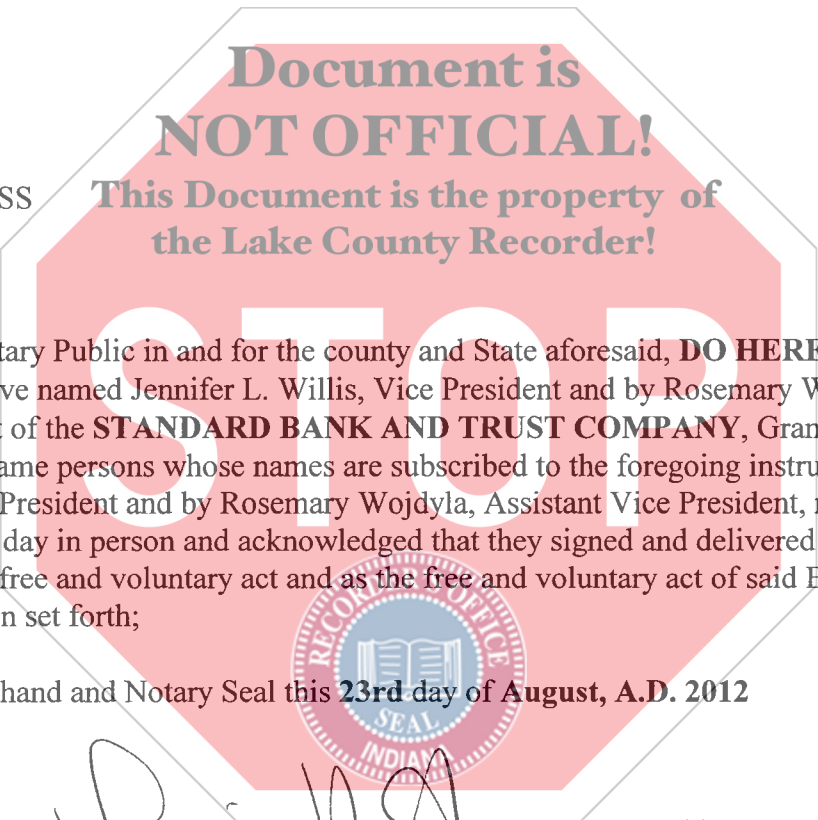 Document is
NOT OFFICIAL!
SS This Document is the property of
the Lake County Recorder!
STOP
tary Public in and for the county and State aforesaid, DO HERE
ve named Jennifer L. Willis, Vice President and by Rosemary W
of the STANDARD BANK AND TRUST COMPANY, Gran
ame persons whose names are subscribed to the foregoing instru
President and by Rosemary Wojdyla, Assistant Vice President,
day in person and acknowledged that they signed and delivered
free and voluntary act and as the free and voluntary act of said
n set forth;
RECORDER'S OFFICE
SEAL
INDIANA
hand and Notary Seal this 23rd day of August, A.D. 2012